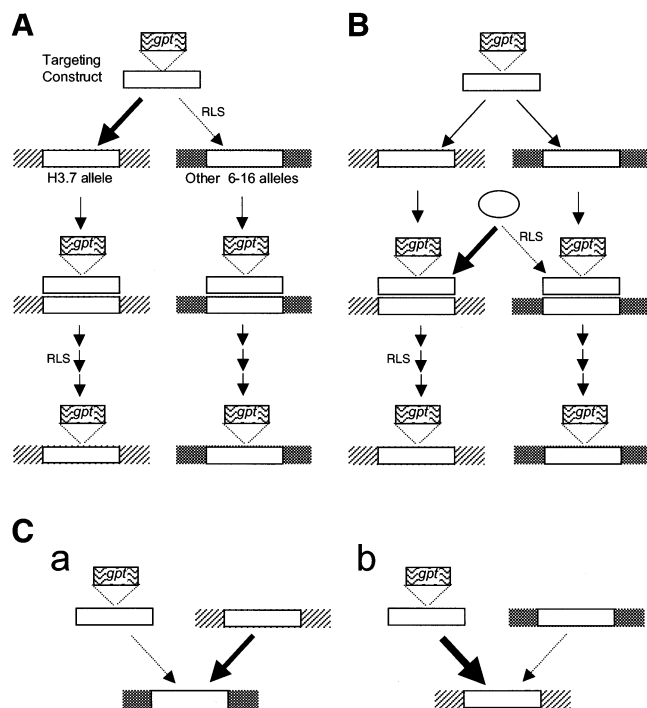 A
B
gpt
gpt
Targeting
Construct
RLS
H3.7 allele
Other 6-16 alleles
RLS
gpt
gpt
gpt
gpt
RLS
RLS
gpt
gpt
gpt
gpt
C
a
b
gpt
gpt